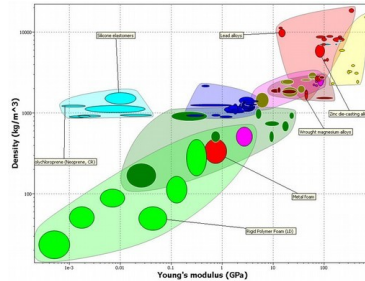 Silicone elastomers
Lead alloys
10000
1000
100
Density (kg/m^3)
Zinc die-casting al
Wrought magnesium alloys
olychloroprene (Neoprene, CR)
Metal foam
Rigid Polymer Foam (LD)
1e-3
0.01
0.1
1
10
100
Young's modulus (GPa)